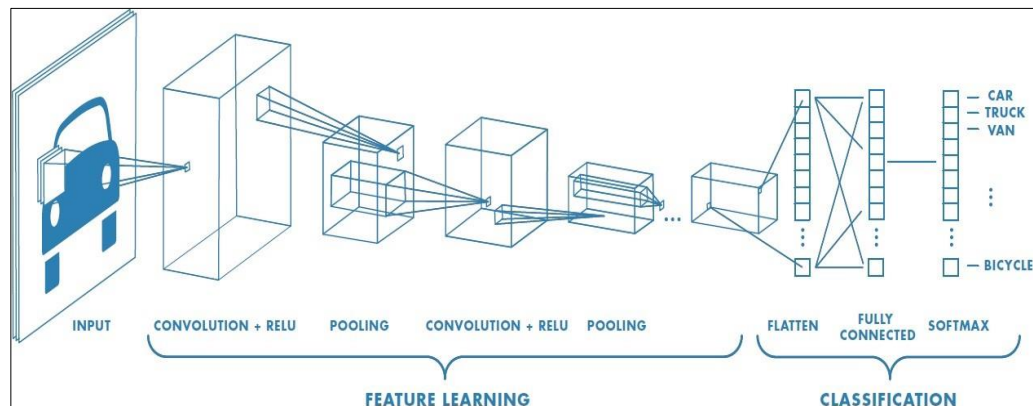 CAR
TRUCK
VAN
BICYCLE
INPUT
CONVOLUTION + RELU
POOLING
CONVOLUTION + RELU
POOLING
FLATTEN
FULLY
CONNECTED
SOFTMAX
FEATURE LEARNING
CLASSIFICATION